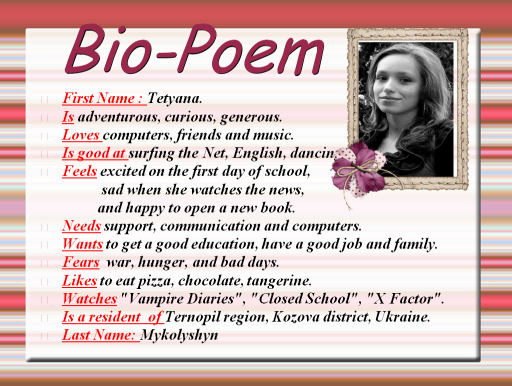 Bio-Poem
First Name : Tetyana.
Is adventurous, curious, generous.
Loves computers, friends and music.
Is good at surfing the Net, English, dancin
Feels excited on the first day of school,
sad when she watches the news,
and happy to open a new book.
Needs support, communication and computers.
Wants to get a good education, have a good job and family.
Fears war, hunger, and bad days.
Likes to eat pizza, chocolate, tangerine.
Watches "Vampire Diaries", "Closed School", "X Factor".
Is a resident of Ternopil region, Kozova district, Ukraine.
Last Name: Mykolyshyn